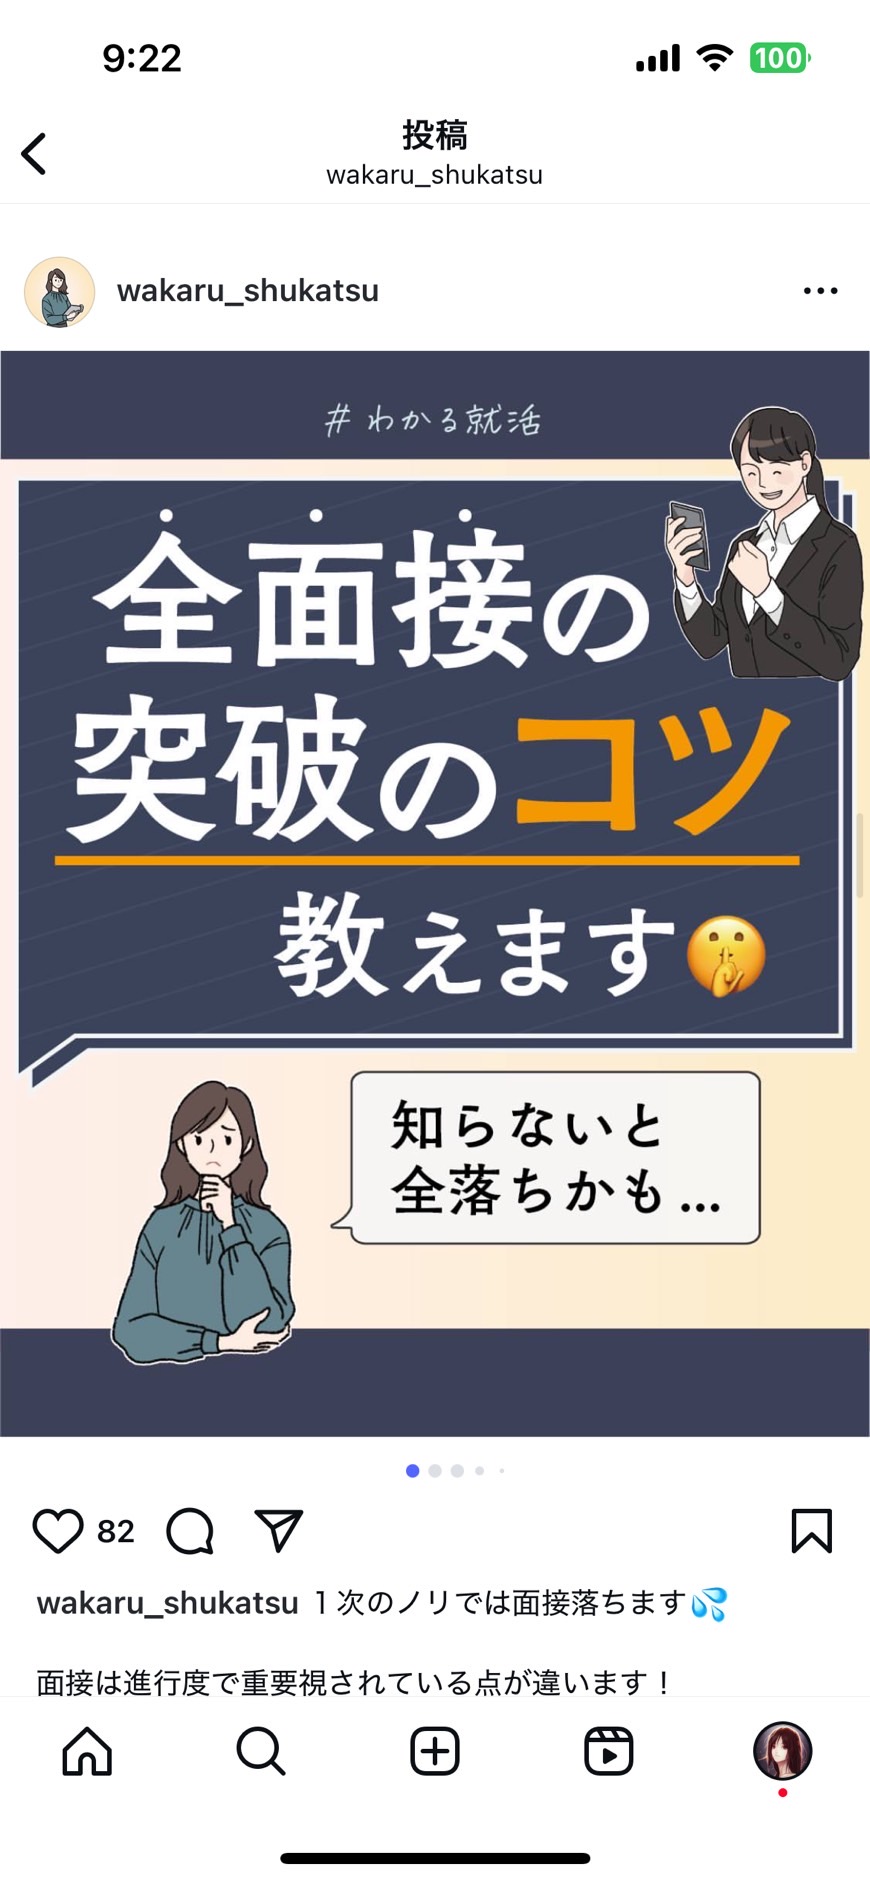 9:22
100
投稿
wakaru_shukatsu
wakaru_shukatsu
# わかる就活
全面接の
突破のコツ
教えます🤫
知らないと
全落ちかも...
82
wakaru_shukatsu 1次のノリでは面接落ちます💦
面接は進行度で重要視されている点が違います！